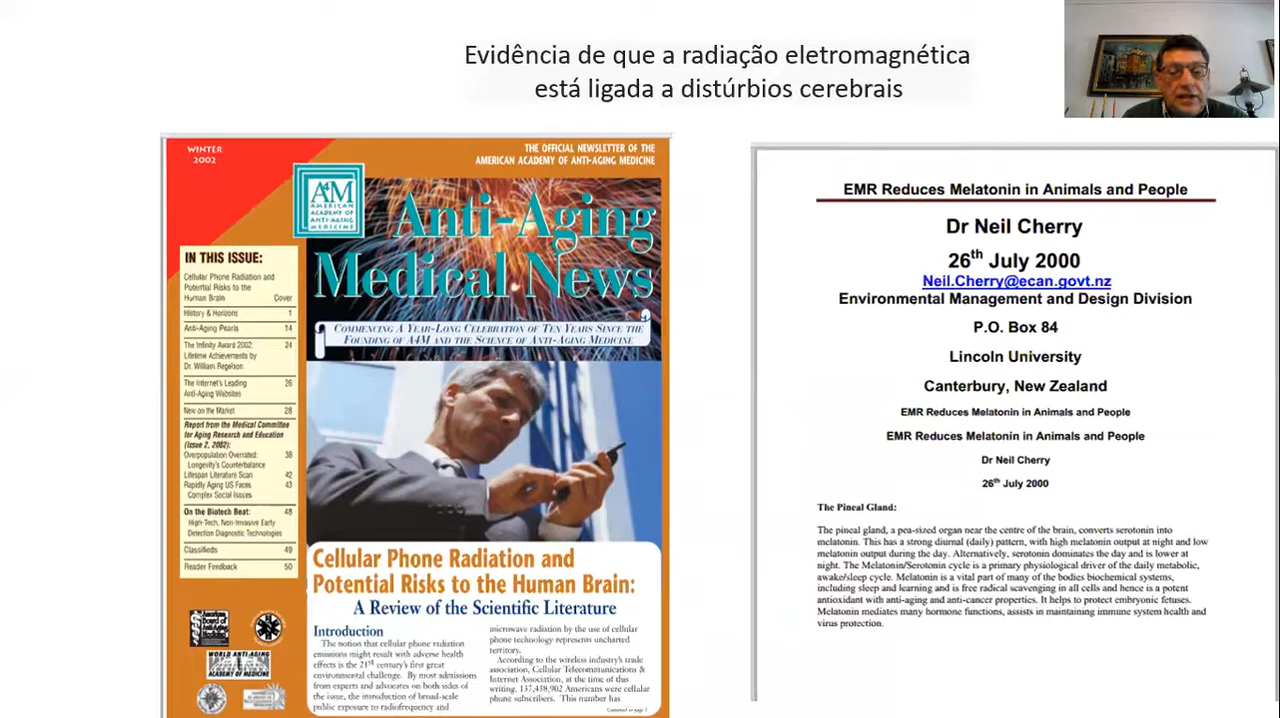 Evidência de que a radiação eletromagnética
está ligada a distúrbios cerebrais
WINTER
2002
THE OFFICIAL NEWSLETTER OF THE
AMERICAN ACADEMY OF ANTI-AGING MEDICINE
A4M
AMERICAN
ACADEMY OF
ANTI-AGING
MEDICINE
Anti-Aging
Medical News
COMMENCING A YEAR-LONG CELEBRATION OF TEN YEARS SINCE THE
FOUNDING OF A4M AND THE SCIENCE OF ANTI-AGING MEDICINE
IN THIS ISSUE:
Cellular Phone Radiation and
Potential Risks to the
Human Brain Cover
History & Horizons 1
Anti-Aging Pearls 14
The Infinity Award 2002: 24
Lifetime Achievements by
Dr. William Regelson
The Internet's Leading 26
Anti-Aging Websites
New on the Market 28
Report from the Medical Committee
for Aging Research and Education
(Issue 2, 2002):
Overpopulation Overrated: 38
Longevity's Counterbalance
Lifespan Literature Scan 42
Rapidly Aging US Faces 43
Complex Social Issues
On the Biotech Beat: 48
High-Tech, Non-Invasive Early
Detection Diagnostic Technologies
Classifieds 49
Reader Feedback 50
WORLD ANTI-AGING
ACADEMY OF MEDICINE
Cellular Phone Radiation and
Potential Risks to the Human Brain:
A Review of the Scientific Literature
Introduction
The notion that cellular phone radiation
emissions might result with adverse health
effects is the 21st century's first great
environmental challenge. By most admissions
from experts and advocates on both sides of
the issue, the introduction of broad-scale
public exposure to radiofrequency and
microwave radiation by the use of cellular
phone technology represents uncharted
territory.
According to the wireless industry's trade
association, Cellular Telecommunications &
Internet Association, at the time of this
writing, 137,458,902 Americans were cellular
phone subscribers. This number has
EMR Reduces Melatonin in Animals and People
Dr Neil Cherry
26th July 2000
Neil.Cherry@ecan.govt.nz
Environmental Management and Design Division
P.O. Box 84
Lincoln University
Canterbury, New Zealand
EMR Reduces Melatonin in Animals and People
EMR Reduces Melatonin in Animals and People
Dr Neil Cherry
26th July 2000
The Pineal Gland:
The pineal gland, a pea-sized organ near the centre of the brain, converts serotonin into
melatonin. This has a strong diurnal (daily) pattern, with high melatonin output at night and low
melatonin output during the day. Alternatively, serotonin dominates the day and is lower at
night. The Melatonin/Serotonin cycle is a primary physiological driver of the daily metabolic,
awake/sleep cycle. Melatonin is a vital part of many of the bodies biochemical systems,
including sleep and learning and is free radical scavenging in all cells and hence is a potent
antioxidant with anti-aging and anti-cancer properties. It helps to protect embryonic fetuses.
Melatonin mediates many hormone functions, assists in maintaining immune system health and
virus protection.